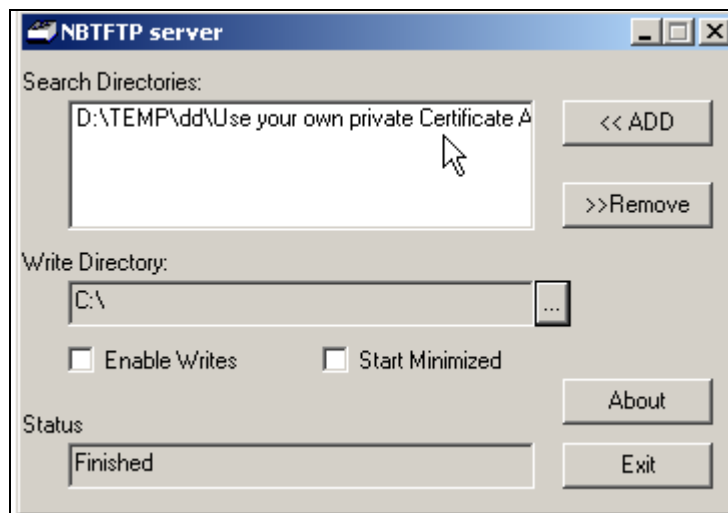 NBTFTP server
Search Directories:
D:\TEMP\dd\Use your own private Certificate A
<< ADD
>>Remove
Write Directory:
C:\
...
Enable Writes
Start Minimized
About
Status
Finished
Exit